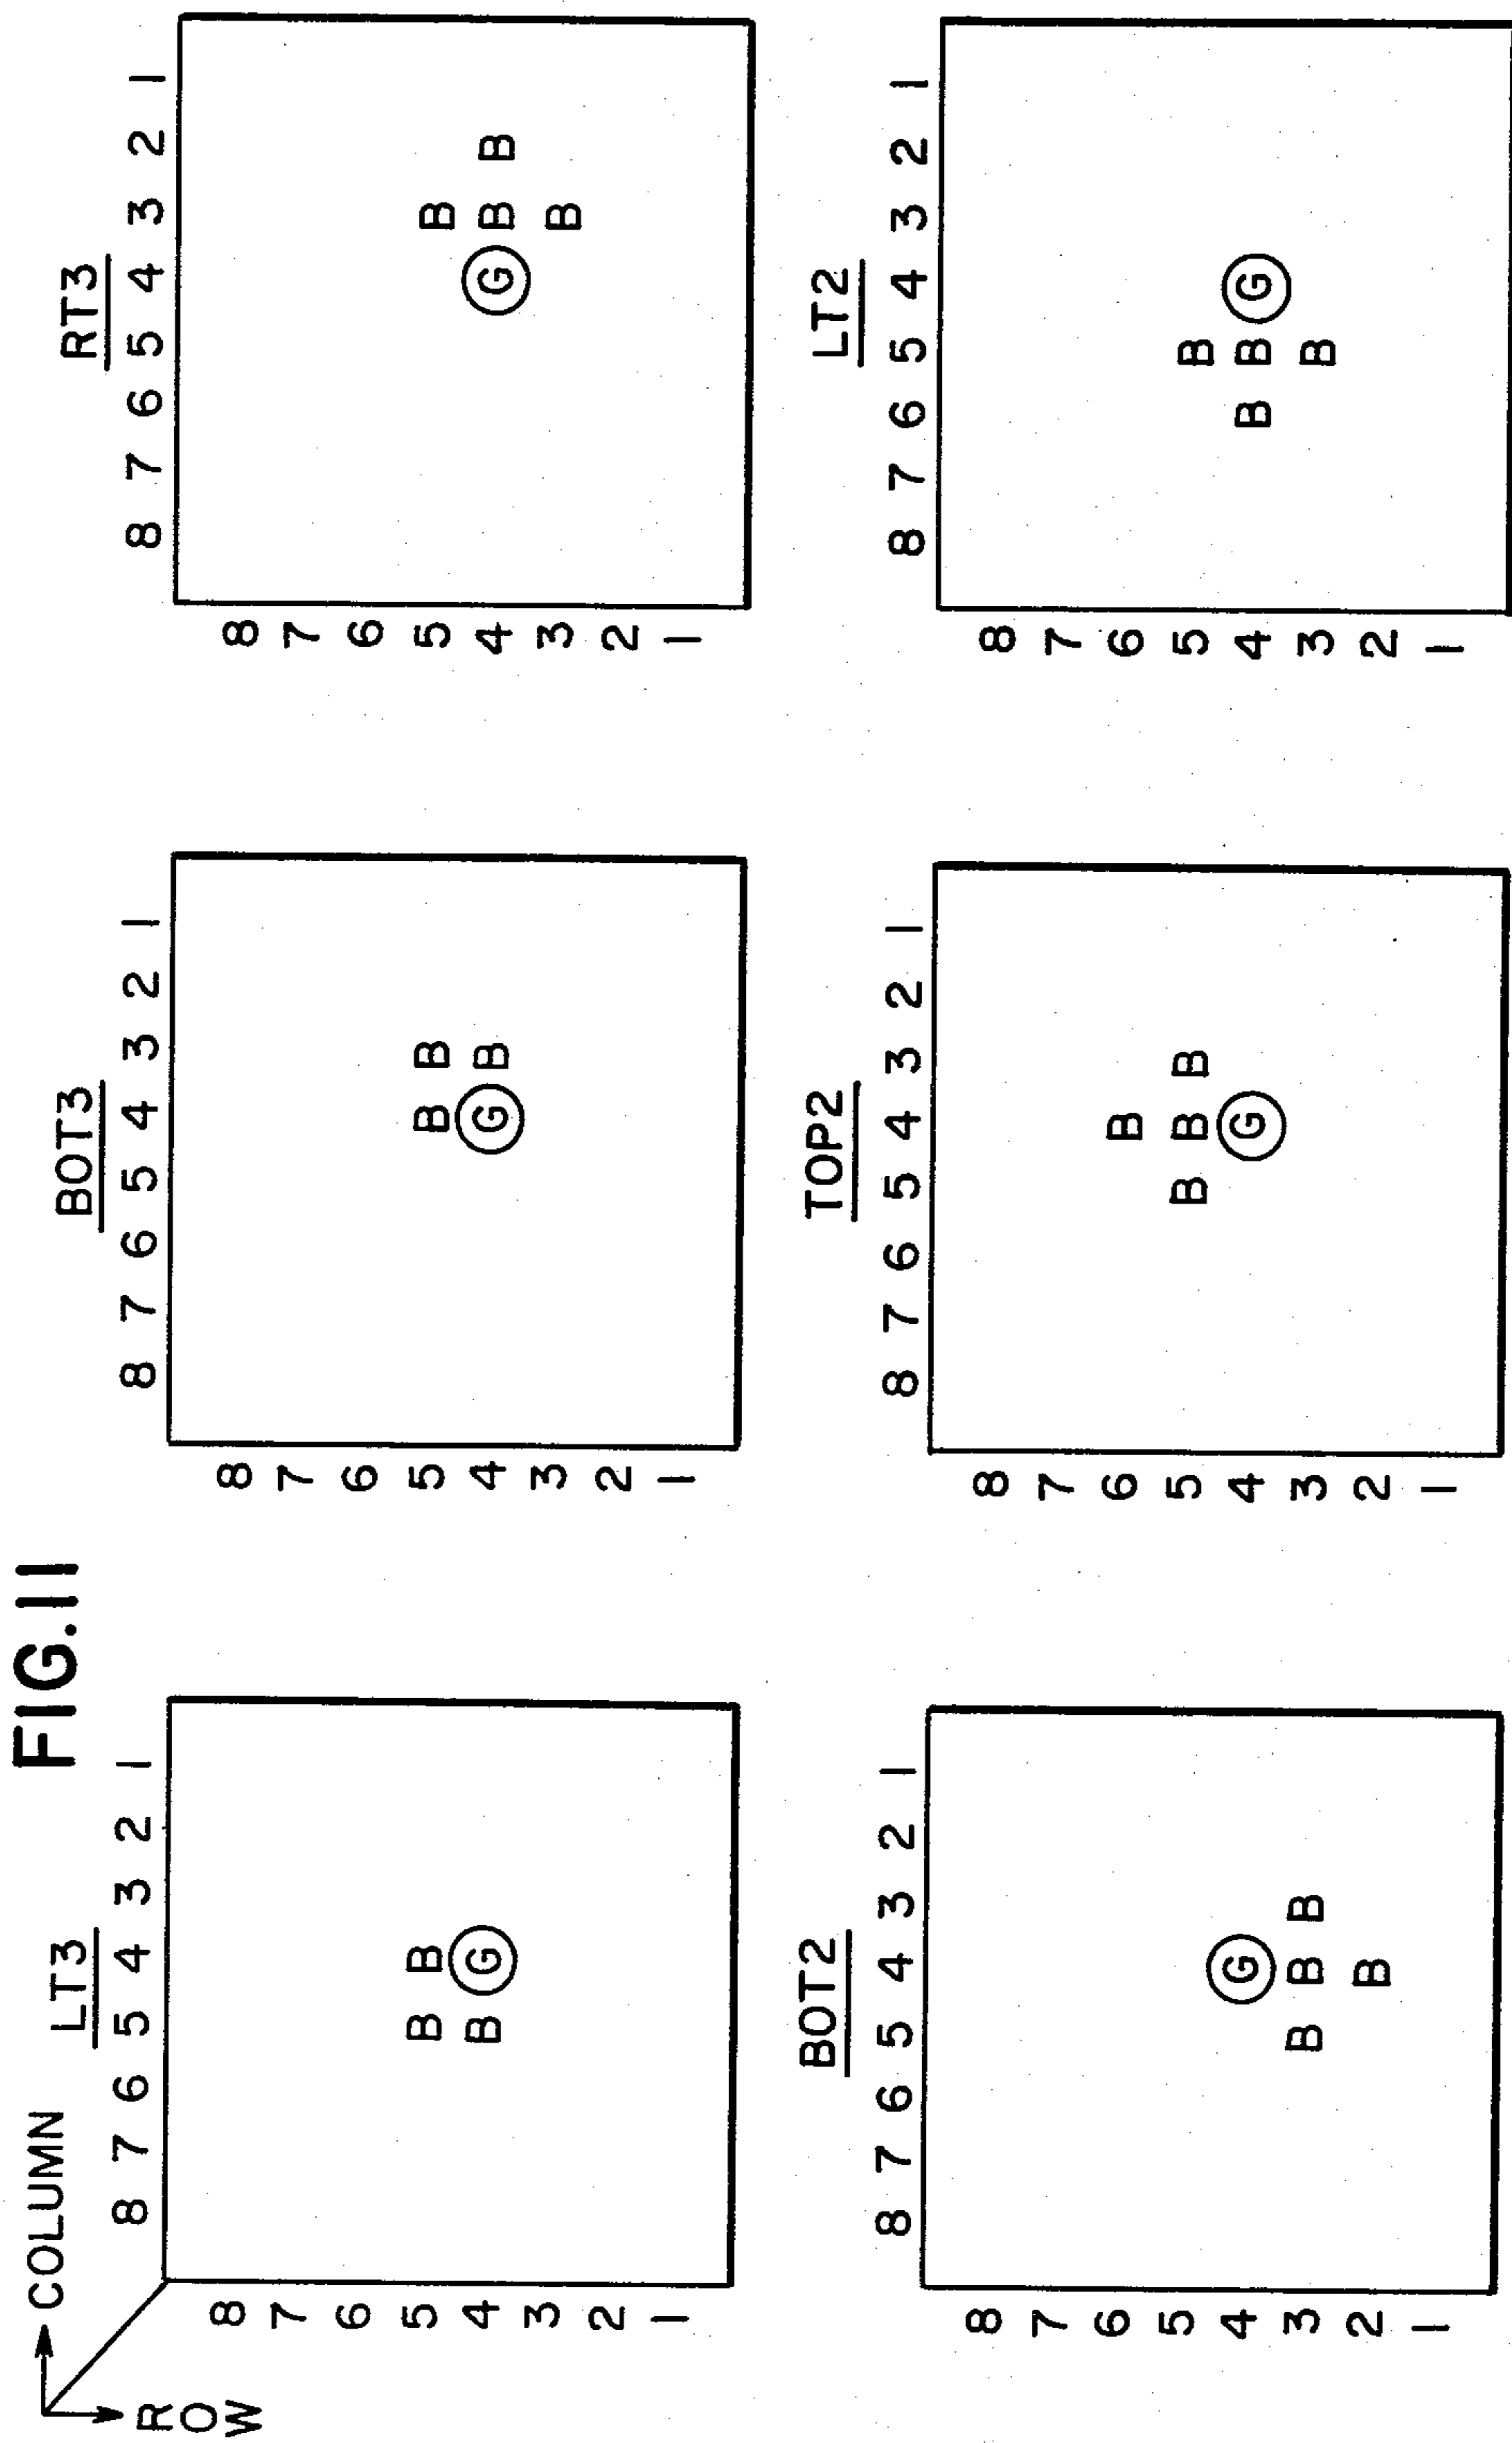 FIG.11
COLUMN
ROW
LT3
8 7 6 5 4 3 2 1
8
7
6
5 B B
4 B G
3
2
1
BOT3
8 7 6 5 4 3 2 1
8
7
6
5 B B
4 G B
3
2
1
RT3
8 7 6 5 4 3 2 1
8
7
6
5 B
4 G B B
3 B
2
1
BOT2
8 7 6 5 4 3 2 1
8
7
6
5
4 G
3 B B B
2 B
1
TOP2
8 7 6 5 4 3 2 1
8
7
6 B
5 B B B
4 G
3
2
1
LT2
8 7 6 5 4 3 2 1
8
7
6
5 B
4 B B G
3 B
2
1